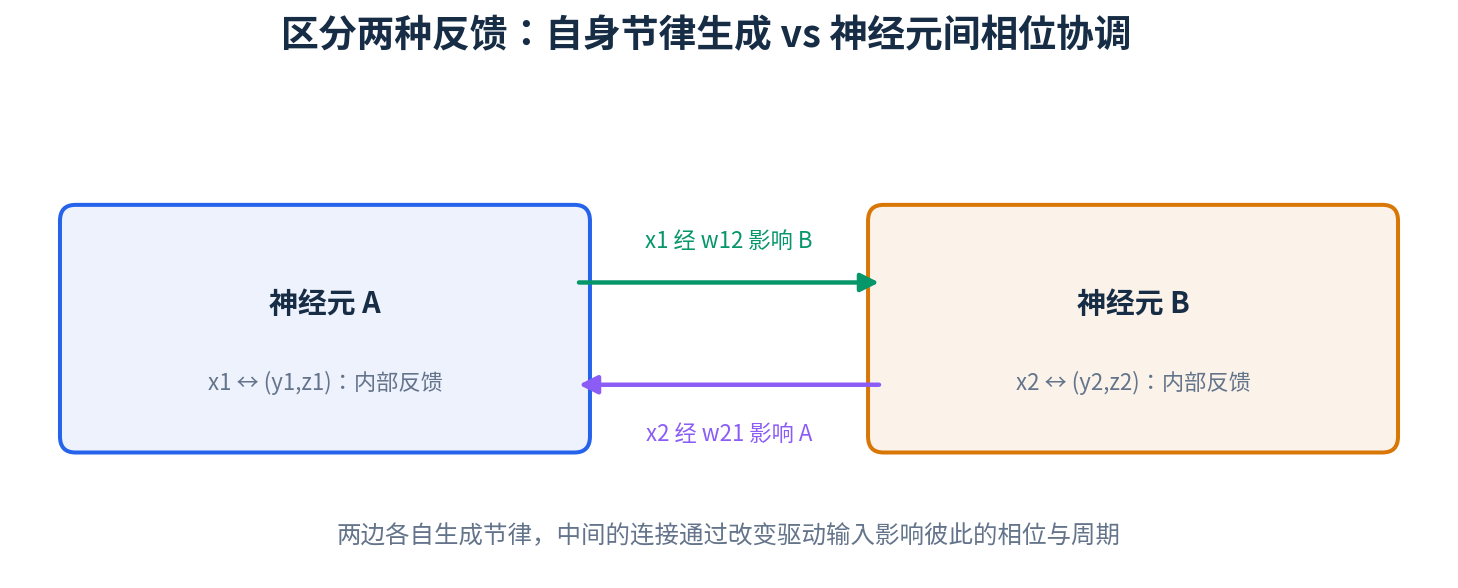 区分两种反馈：自身节律生成 vs 神经元间相位协调
x1 经 w12 影响 B
神经元 A
神经元 B
x1 ↔ (y1,z1)：内部反馈
x2 ↔ (y2,z2)：内部反馈
x2 经 w21 影响 A
两边各自生成节律，中间的连接通过改变驱动输入影响彼此的相位与周期